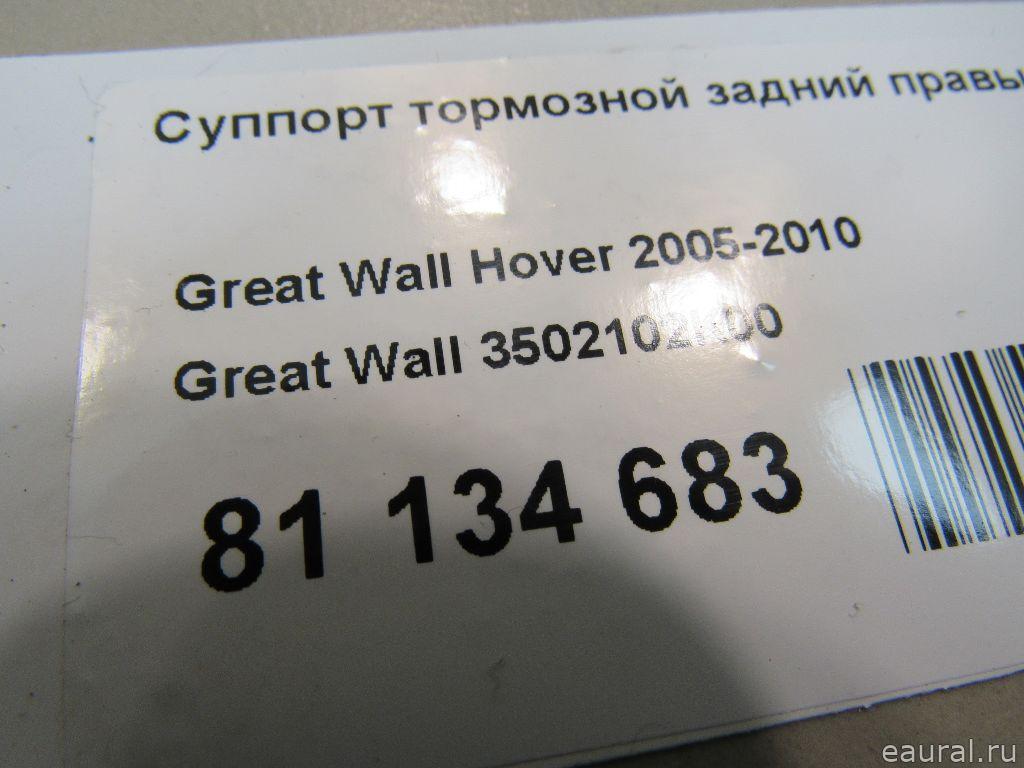 Суппорт тормозной задний
Great Wall Hover 2005-2010
Great Wall
81 134 683
eaural.ru